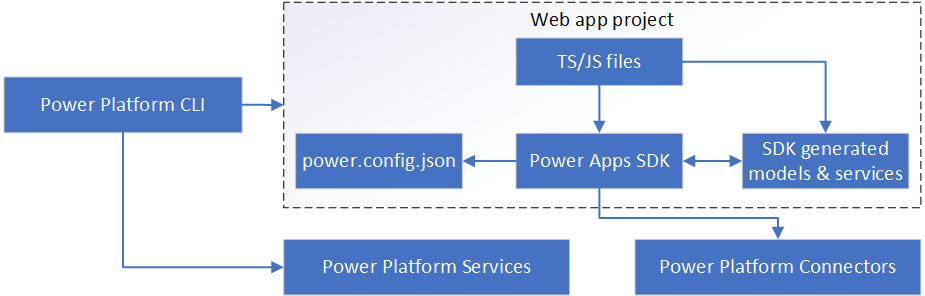 Web app project
TS/JS files
Power Platform CLI
power.config.json
Power Apps SDK
SDK generated
models & services
Power Platform Services
Power Platform Connectors